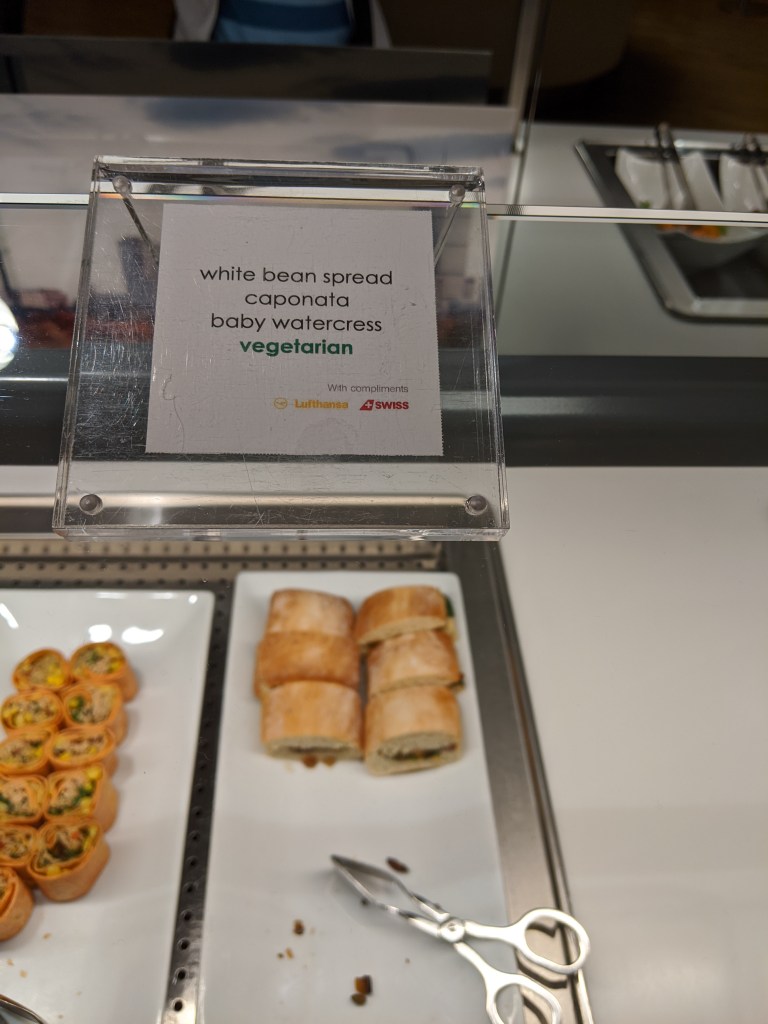 white bean spread
caponata
baby watercress
vegetarian
With compliments
Lufthansa SWISS